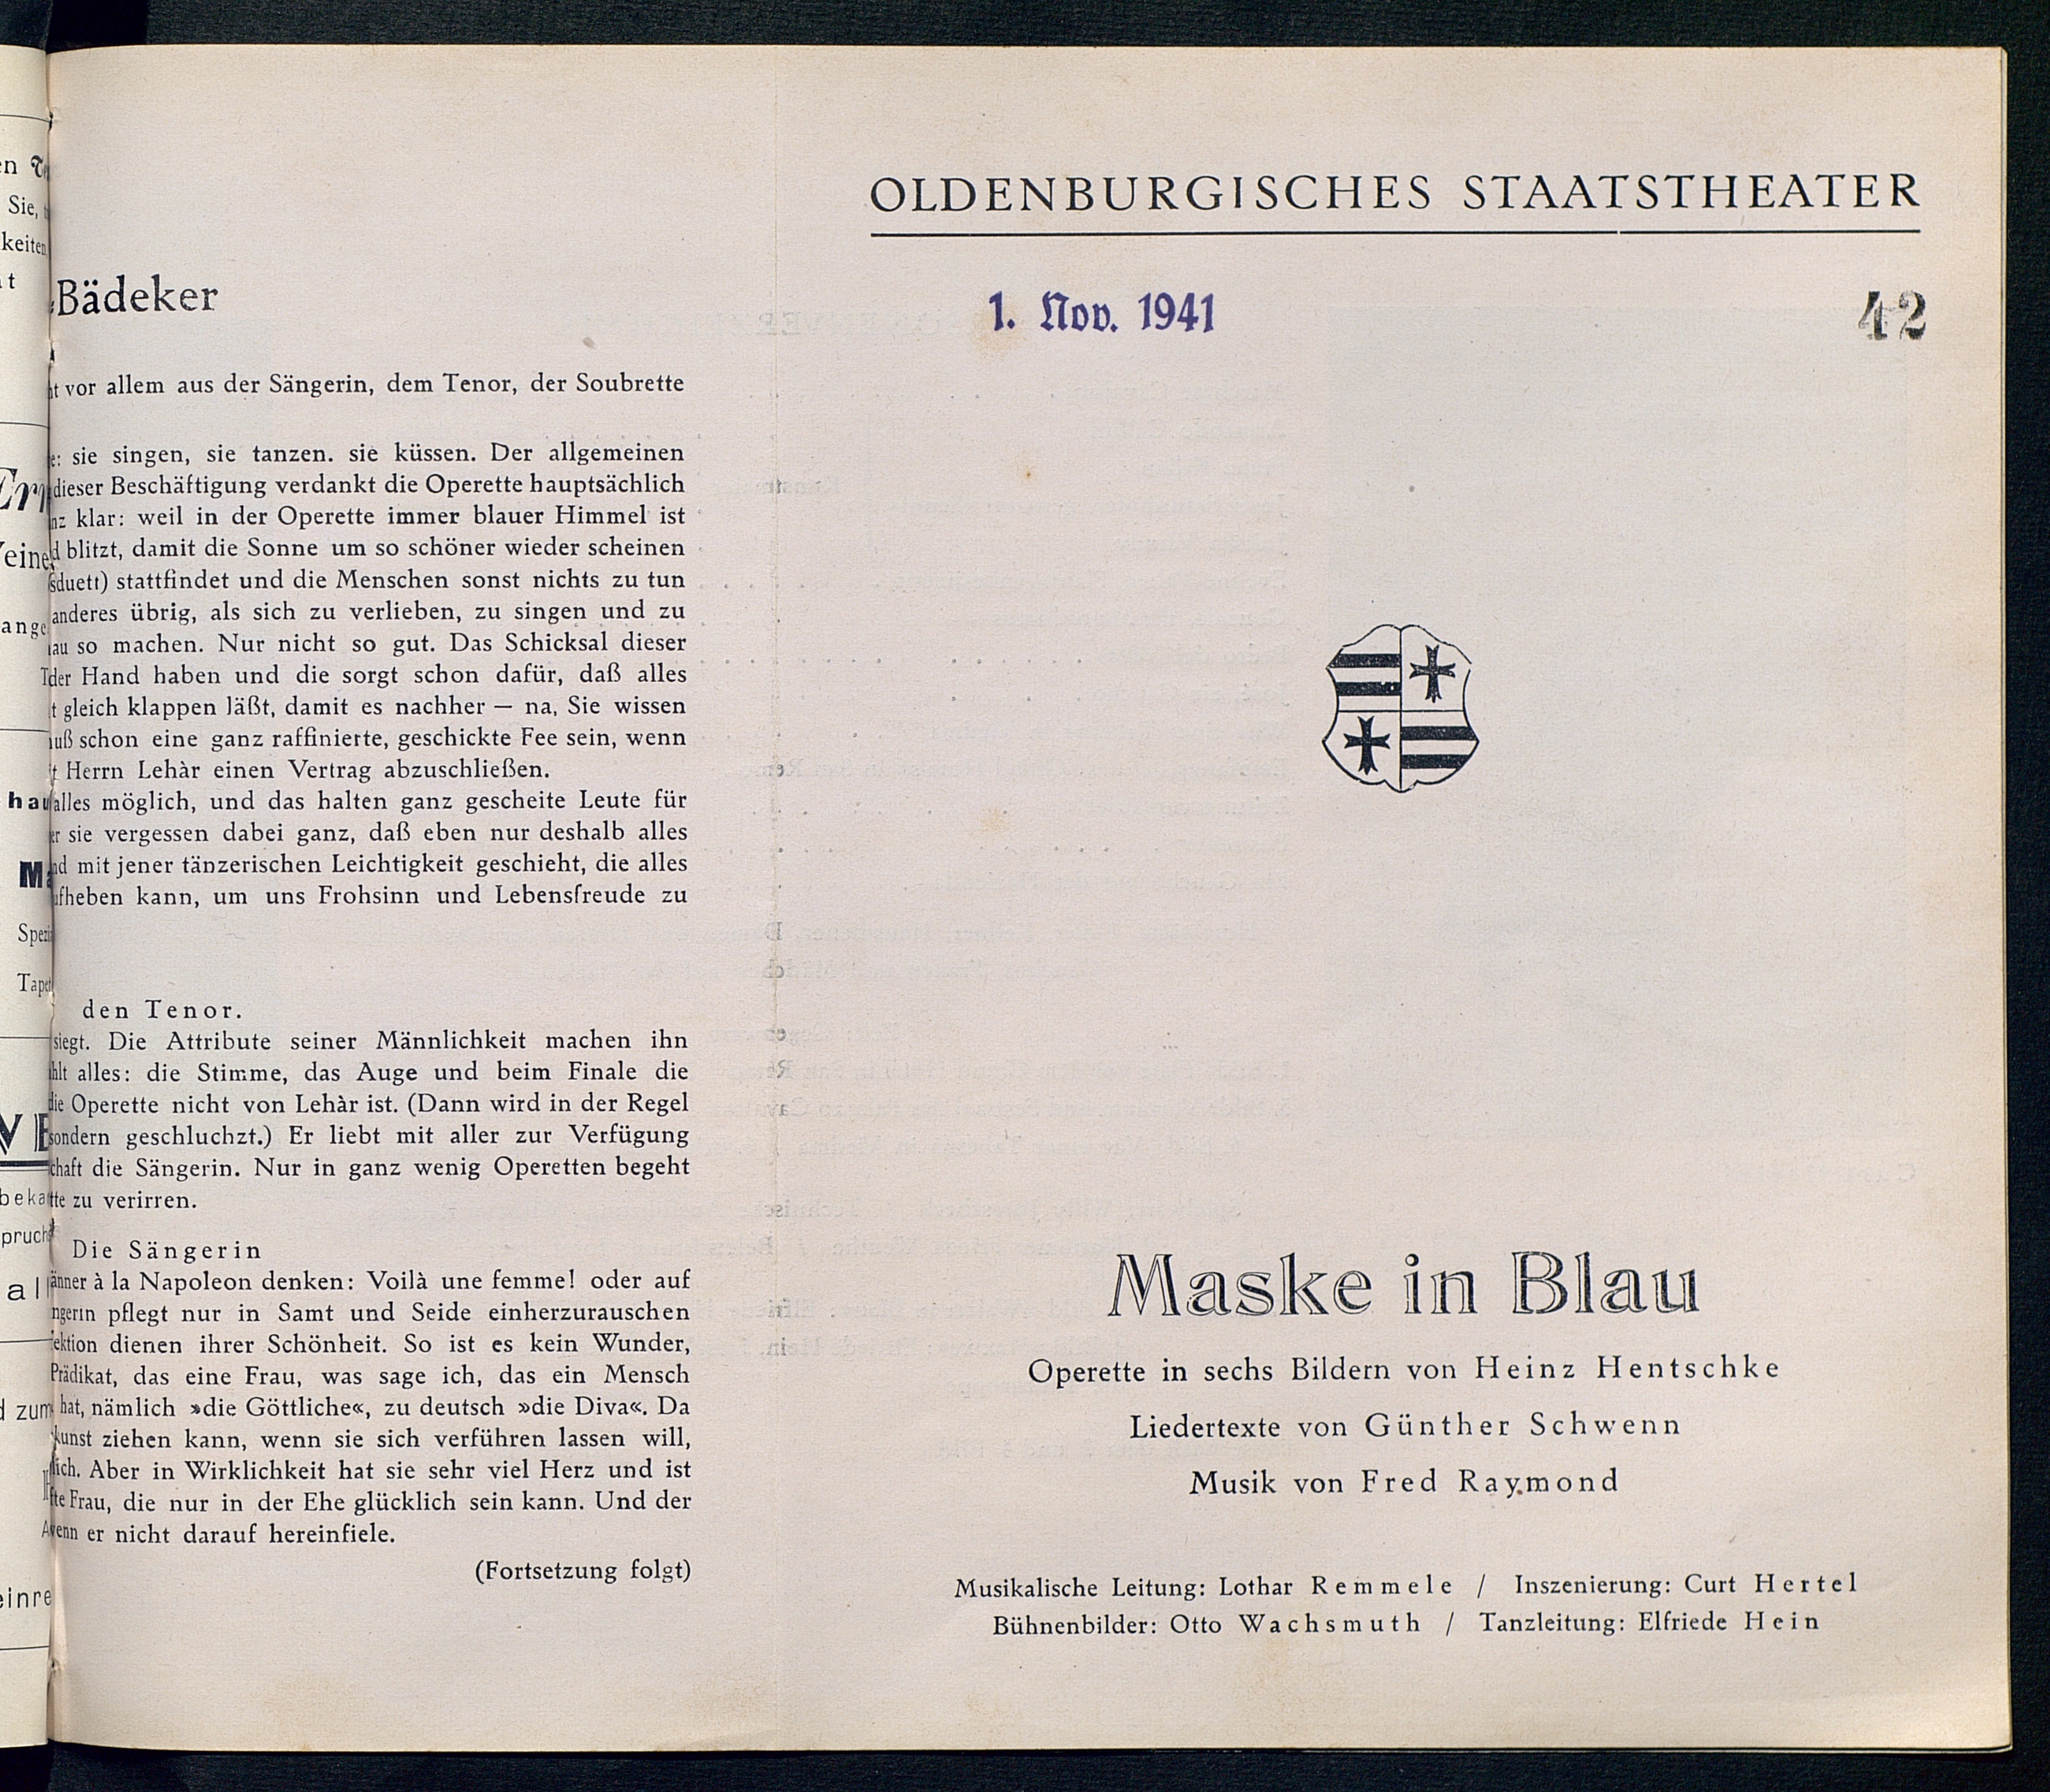 Bädeker
vor allem aus der Sängerin, dem Tenor, der Soubrette
sie singen, sie tanzen. sie küssen. Der allgemeinen
dieser Beschäftigung verdankt die Operette hauptsächlich
klar: weil in der Operette immer blauer Himmel ist
blitzt, damit die Sonne um so schöner wieder scheinen
sduett) stattfindet und die Menschen sonst nichts zu tun
anderes übrig, als sich zu verlieben, zu singen und zu
so machen. Nur nicht so gut. Das Schicksal dieser
der Hand haben und die sorgt schon dafür, daß alles
gleich klappen läßt, damit es nachher — na, Sie wissen
uß schon eine ganz raffinierte, geschickte Fee sein, wenn
Herrn Lehàr einen Vertrag abzuschließen.
alles möglich, und das halten ganz gescheite Leute für
sie vergessen dabei ganz, daß eben nur deshalb alles
mit jener tänzerischen Leichtigkeit geschieht, die alles
ufheben kann, um uns Frohsinn und Lebensfreude zu
den Tenor.
siegt. Die Attribute seiner Männlichkeit machen ihn
alles: die Stimme, das Auge und beim Finale die
die Operette nicht von Lehàr ist. (Dann wird in der Regel
sondern geschluchzt.) Er liebt mit aller zur Verfügung
chaft die Sängerin. Nur in ganz wenig Operetten begeht
tte zu verirren.
Die Sängerin
änner à la Napoleon denken: Voilà une femme! oder auf
ngerin pflegt nur in Samt und Seide einherzurauschen
ektion dienen ihrer Schönheit. So ist es kein Wunder,
Prädikat, das eine Frau, was sage ich, das ein Mensch
hat, nämlich »die Göttliche«, zu deutsch »die Diva«. Da
kunst ziehen kann, wenn sie sich verführen lassen will,
lich. Aber in Wirklichkeit hat sie sehr viel Herz und ist
fte Frau, die nur in der Ehe glücklich sein kann. Und der
wenn er nicht darauf hereinfiele.
(Fortsetzung folgt)
OLDENBURGISCHES STAATSTHEATER
1. Nov. 1941
42
Maske in Blau
Operette in sechs Bildern von Heinz Hentschke
Liedertexte von Günther Schwenn
Musik von Fred Raymond
Musikalische Leitung: Lothar Remmele / Inszenierung: Curt Hertel
Bühnenbilder: Otto Wachsmuth / Tanzleitung: Elfriede Hein